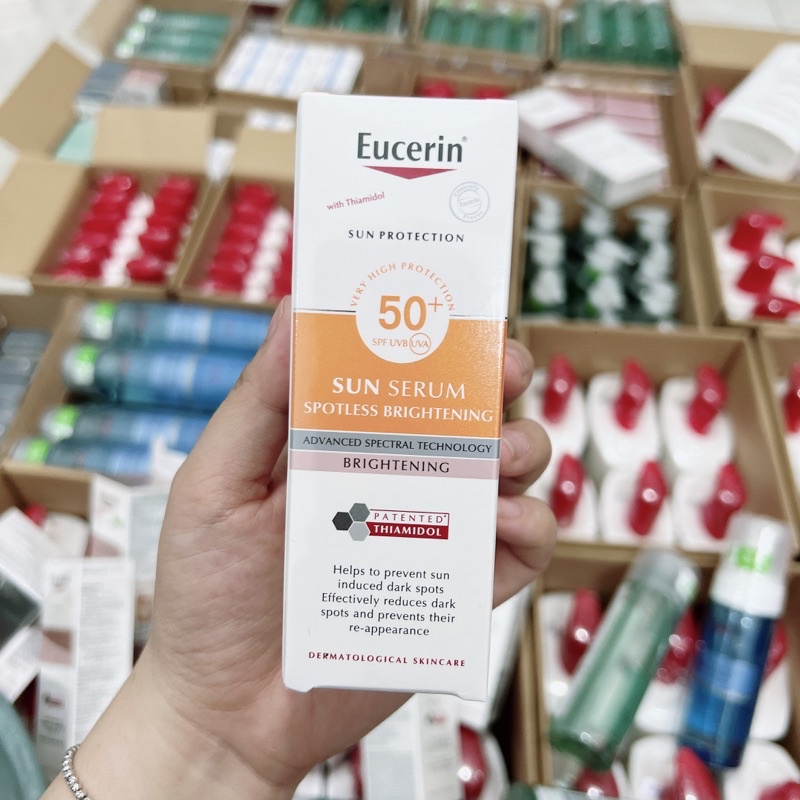 Eucerin®
with Thiamidol
SUN PROTECTION
VERY HIGH PROTECTION
50+
SPF UVB UVA
SUN SERUM
SPOTLESS BRIGHTENING
ADVANCED SPECTRAL TECHNOLOGY
BRIGHTENING
PATENTED*
THIAMIDOL
Helps to prevent sun
induced dark spots
Effectively reduces dark
spots and prevents their
re-appearance
DERMATOLOGICAL SKINCARE